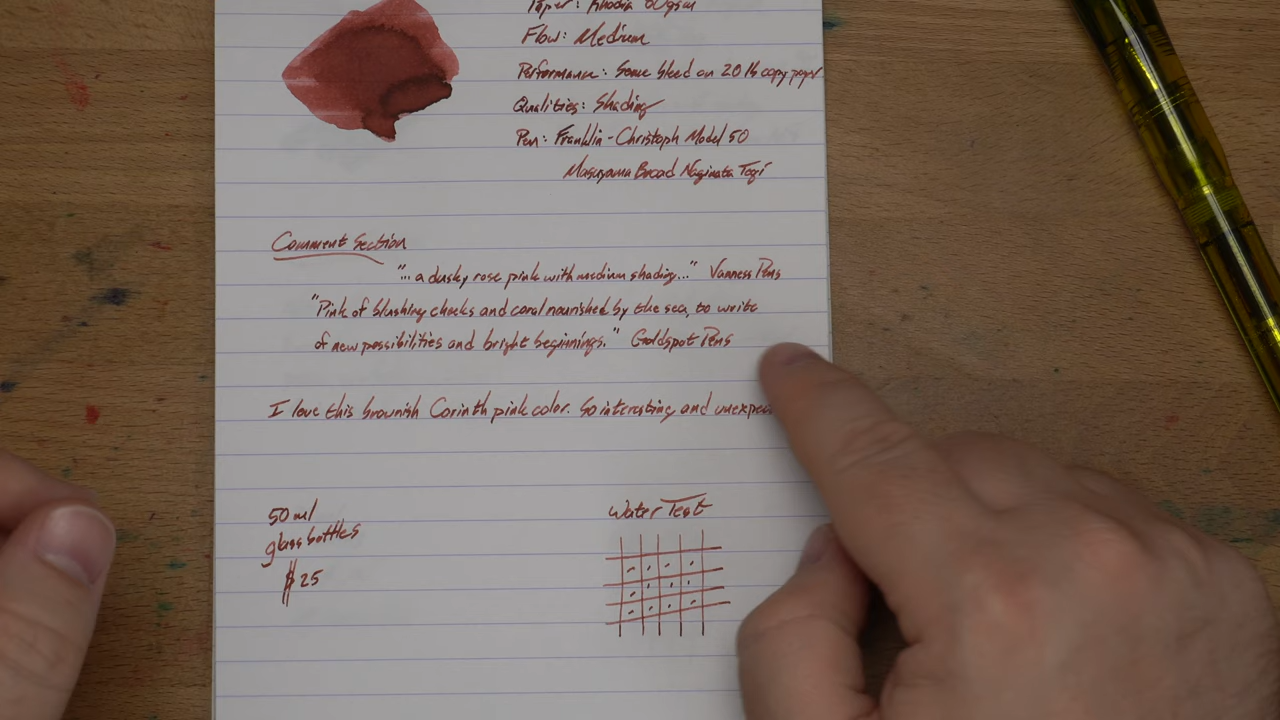 Paper: Rhodia 80gsm
Flow: Medium
Performance: Some bleed on 20 lb copy paper
Qualities: Shading
Pen: Franklin-Christoph Model 50
Masuyama Broad Naginata Togi
Comment Section
"... a dusky rose pink with medium shading..." Vanness Pens
"Pink of blushing cheeks and coral nourished by the sea, to write
of new possibilities and bright beginnings." Goldspot Pens
I love this brownish Corinth pink color. So interesting and
50 ml
glass bottles
$25
Water Test